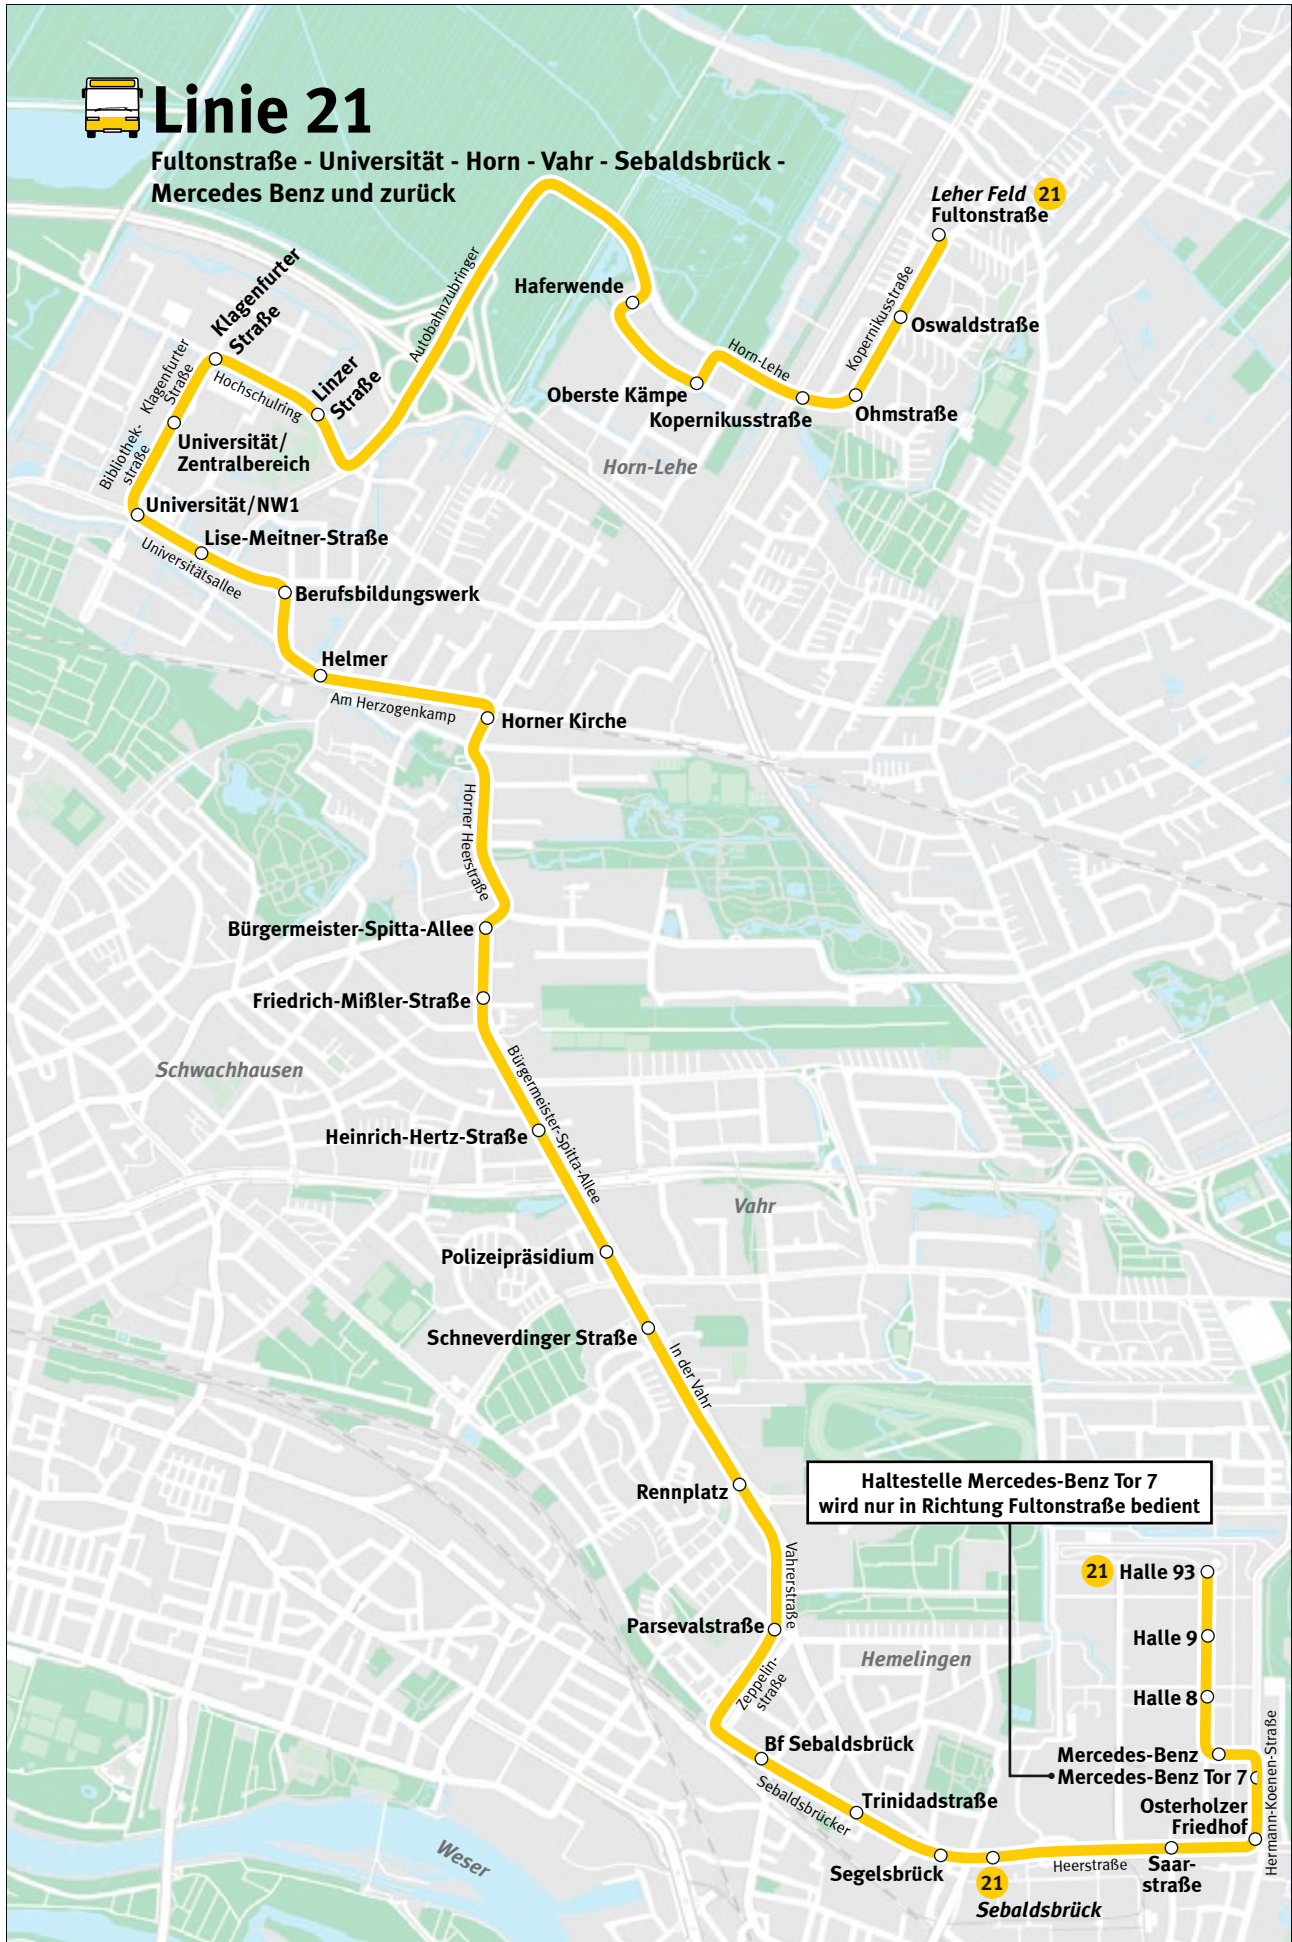 Linie 21
Fultonstraße - Universität - Horn - Vahr - Sebaldsbrück -
Mercedes Benz und zurück
Leher Feld 21
Fultonstraße
Oswaldstraße
Kopernikusstraße
Ohmstraße
Kopernikusstraße
Horn-Lehe
Oberste Kämpe
Haferwende
Horn-Lehe
Autobahnzubringer
Linzer
Straße
Hochschulring
Klagenfurter
Straße
Klagenfurter
Straße
Universität/
Zentralbereich
Bibliothek-
straße
Universität/NW1
Lise-Meitner-Straße
Universitätsallee
Berufsbildungswerk
Helmer
Am Herzogenkamp
Horner Kirche
Horner Heerstraße
Bürgermeister-Spitta-Allee
Friedrich-Mißler-Straße
Schwachhausen
Bürgermeister-Spitta-Allee
Heinrich-Hertz-Straße
Vahr
Polizeipräsidium
Schneverdinger Straße
In der Vahr
Rennplatz
Haltestelle Mercedes-Benz Tor 7
wird nur in Richtung Fultonstraße bedient
Vahrerstraße
Parsevalstraße
Hemelingen
Zeppelin-
straße
Bf Sebaldsbrück
Sebaldsbrücker
Trinidadstraße
Segelsbrück
21
Sebaldsbrück
Heerstraße
Saar-
straße
Osterholzer
Friedhof
Hermann-Koenen-Straße
Mercedes-Benz Tor 7
Mercedes-Benz
Halle 8
Halle 9
21 Halle 93
Weser